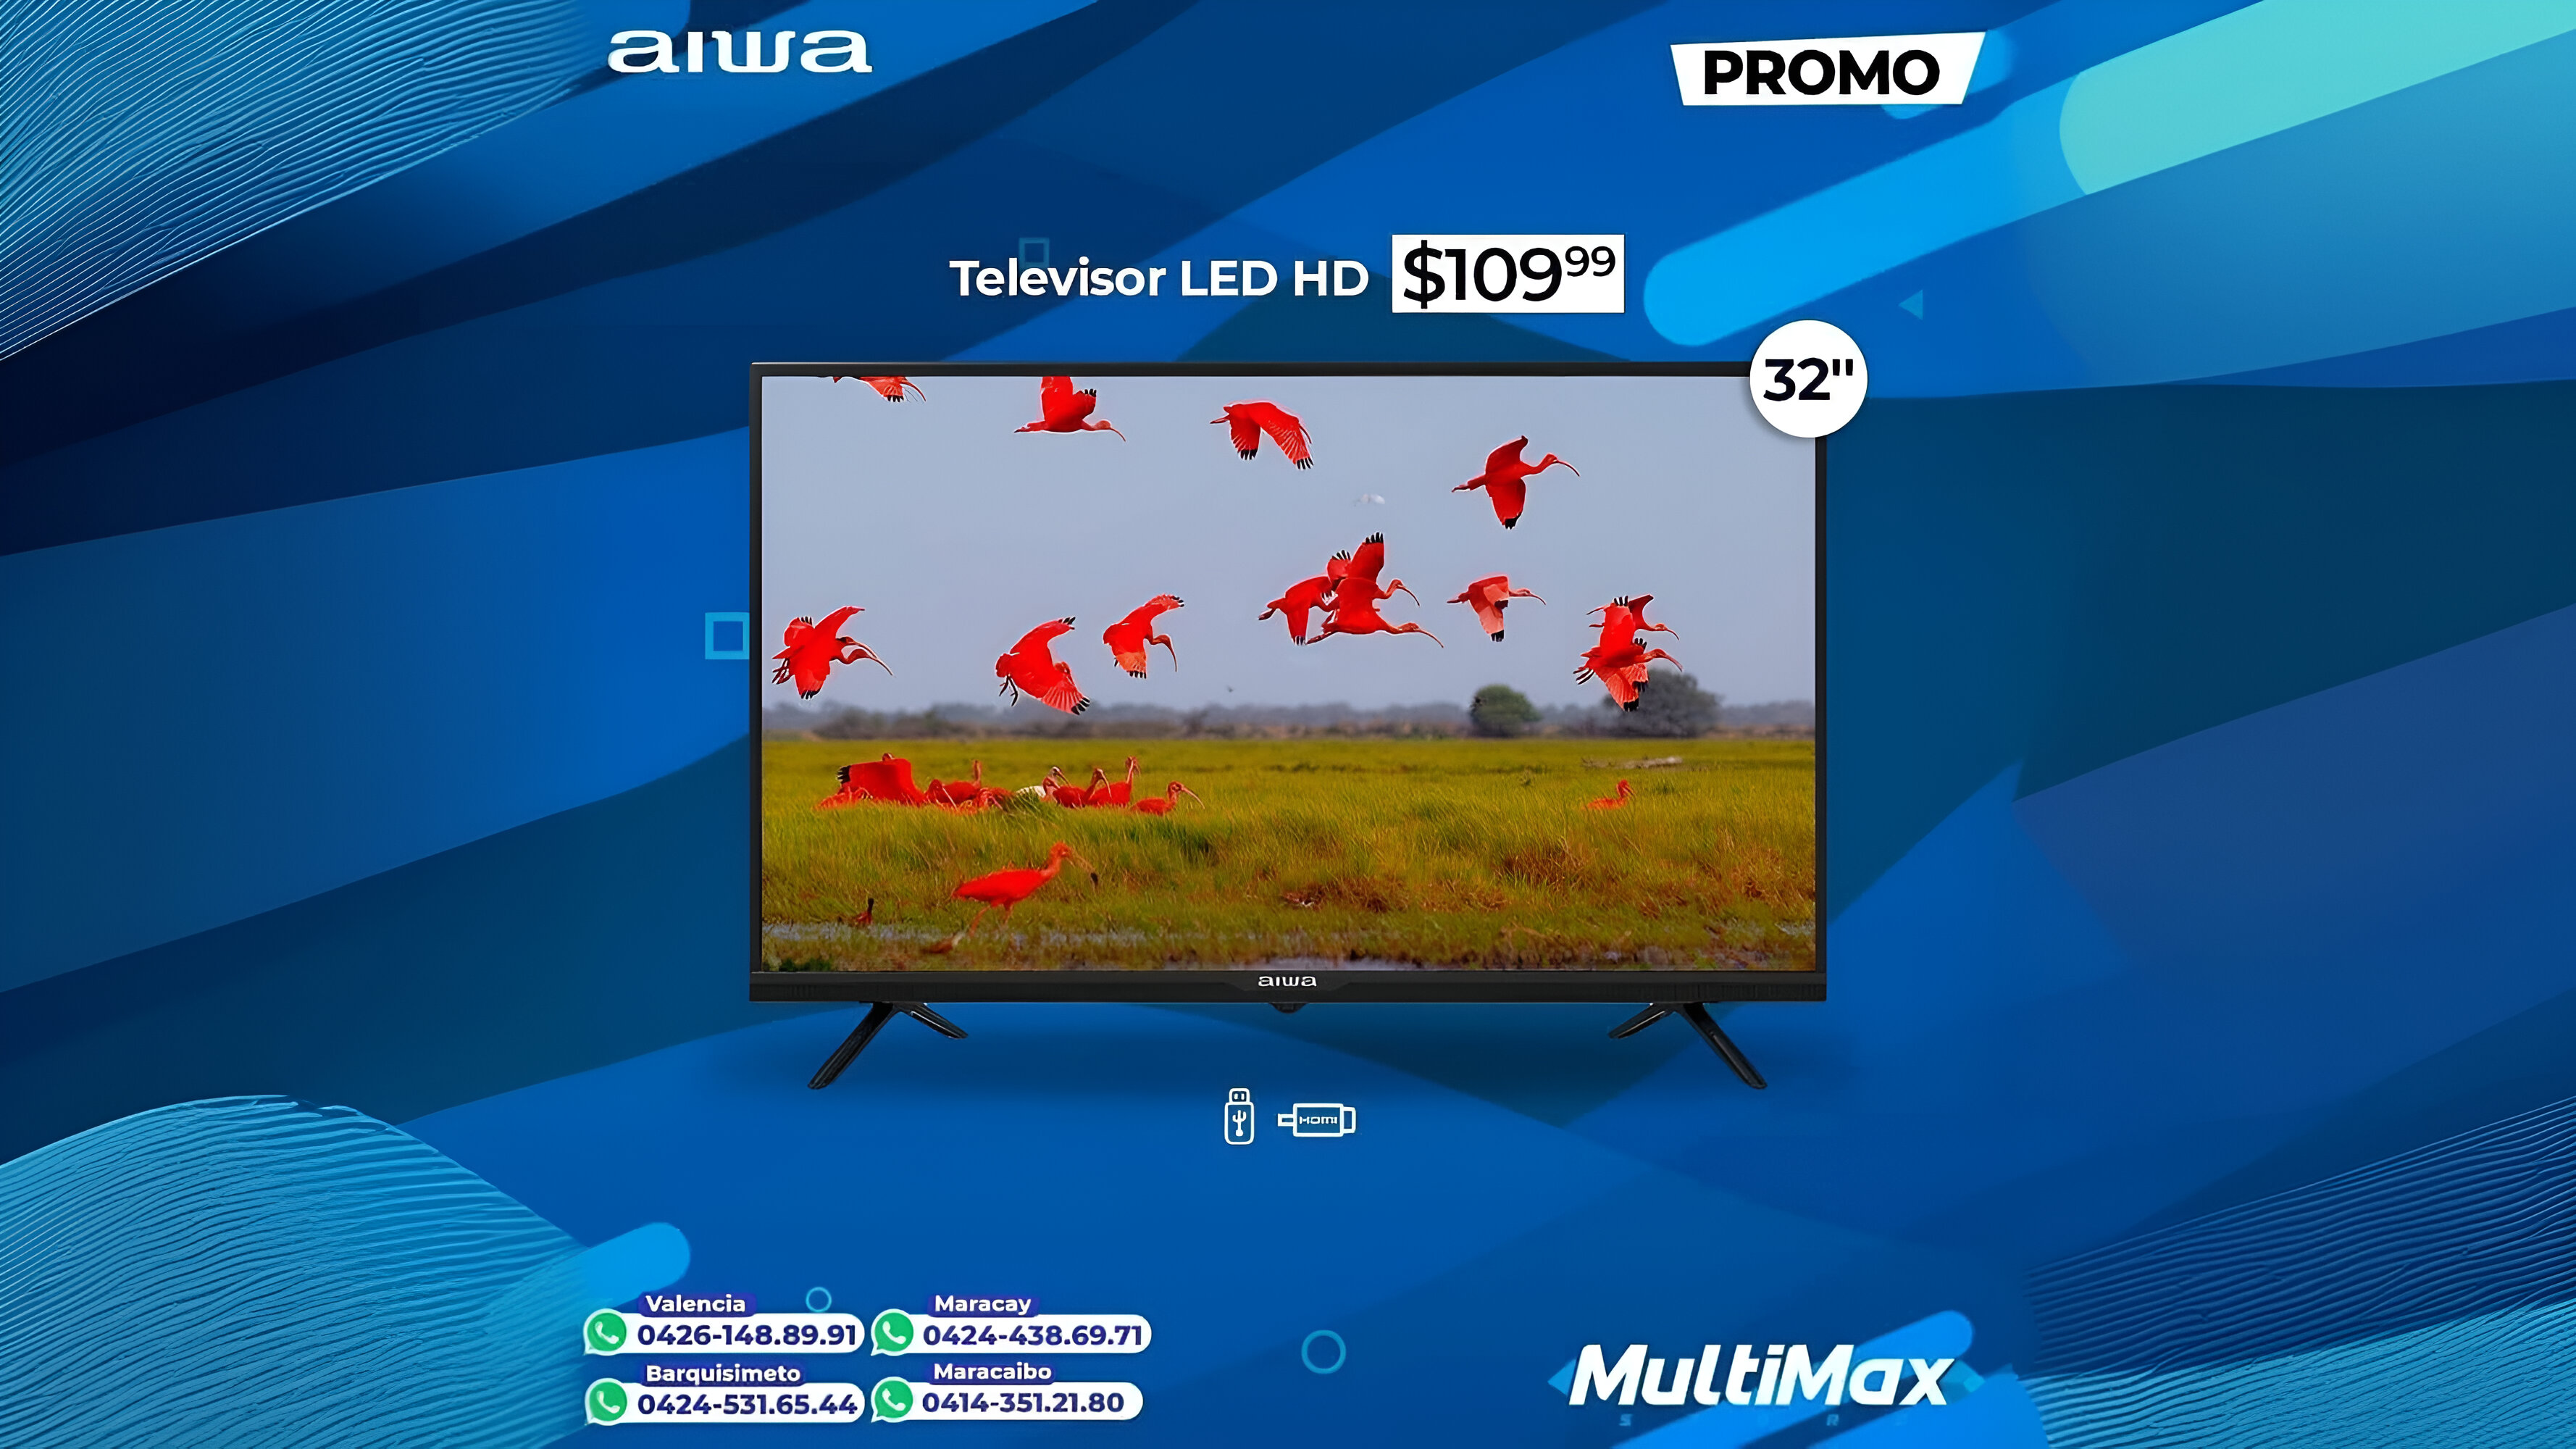 aiwa
PROMO
Televisor LED HD $109⁹⁹
32"
aiwa
HDMI
Valencia
0426-148.89.91
Maracay
0424-438.69.71
Barquisimeto
0424-531.65.44
Maracaibo
0414-351.21.80
MultiMax